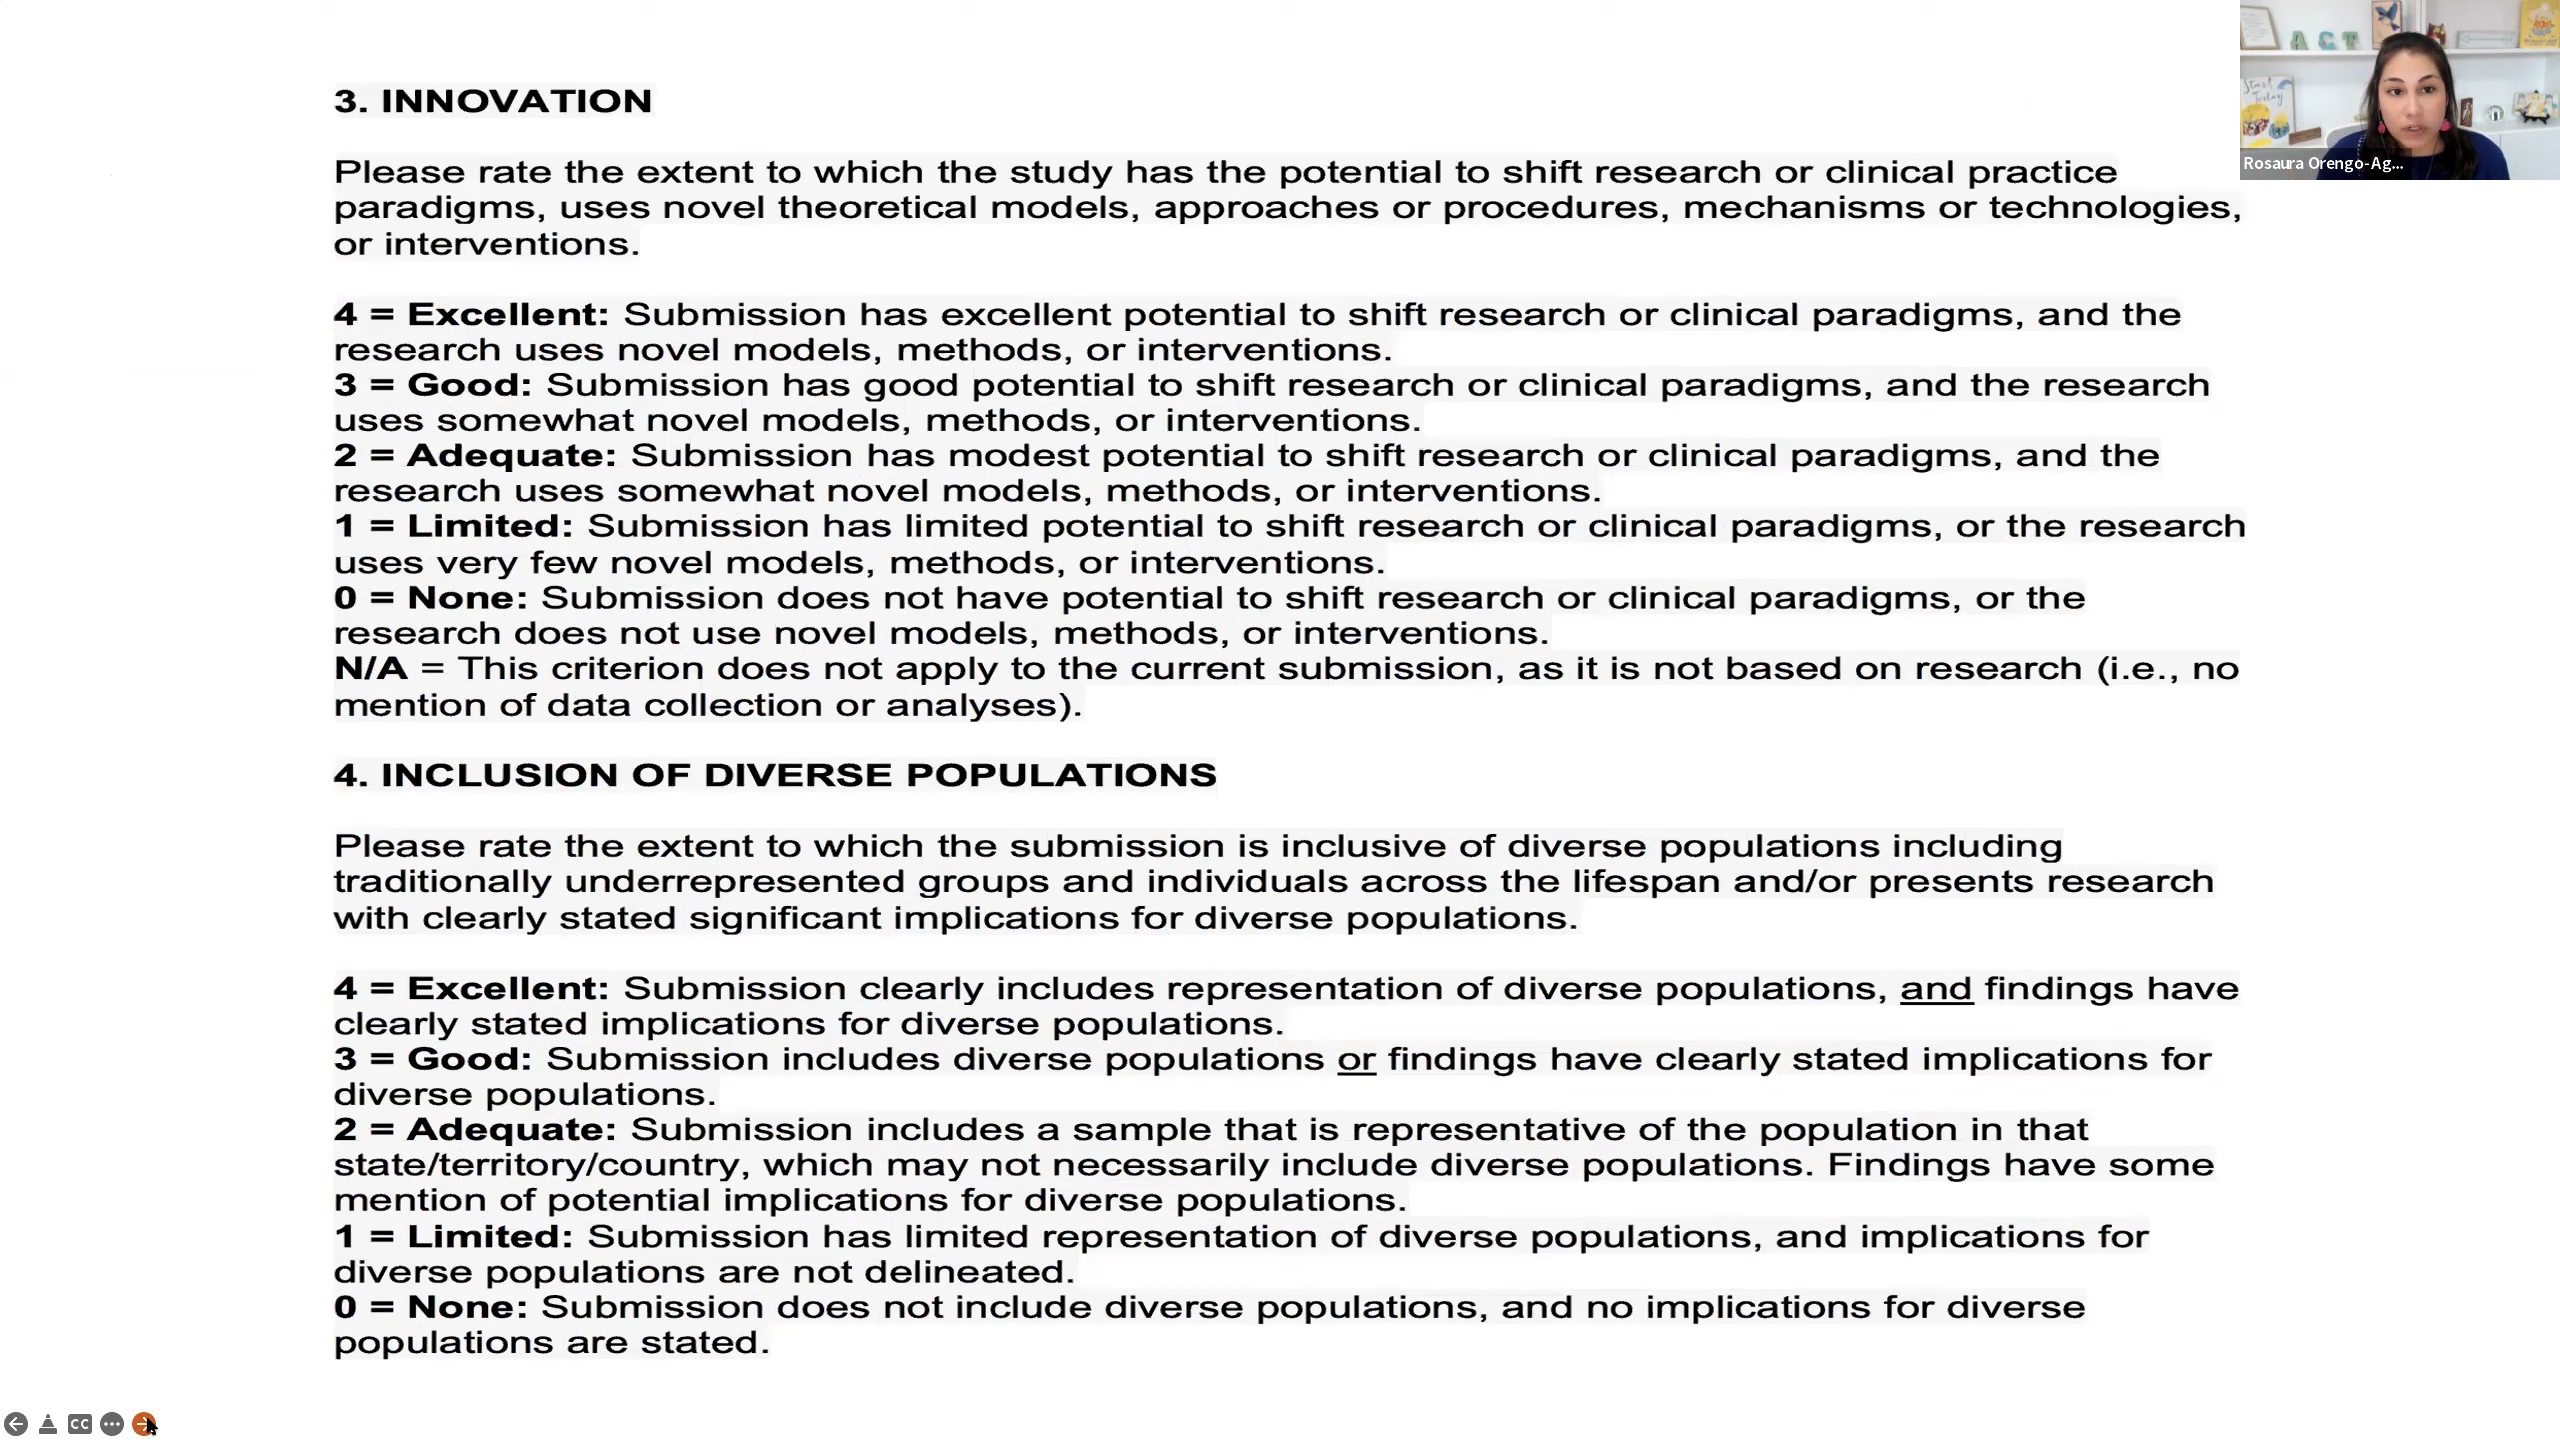 3. INNOVATION
Please rate the extent to which the study has the potential to shift research or clinical practice
paradigms, uses novel theoretical models, approaches or procedures, mechanisms or technologies,
or interventions.
4 = Excellent: Submission has excellent potential to shift research or clinical paradigms, and the
research uses novel models, methods, or interventions.
3 = Good: Submission has good potential to shift research or clinical paradigms, and the research
uses somewhat novel models, methods, or interventions.
2 = Adequate: Submission has modest potential to shift research or clinical paradigms, and the
research uses somewhat novel models, methods, or interventions.
1 = Limited: Submission has limited potential to shift research or clinical paradigms, or the research
uses very few novel models, methods, or interventions.
0 = None: Submission does not have potential to shift research or clinical paradigms, or the
research does not use novel models, methods, or interventions.
N/A = This criterion does not apply to the current submission, as it is not based on research (i.e., no
mention of data collection or analyses).
4. INCLUSION OF DIVERSE POPULATIONS
Please rate the extent to which the submission is inclusive of diverse populations including
traditionally underrepresented groups and individuals across the lifespan and/or presents research
with clearly stated significant implications for diverse populations.
4 = Excellent: Submission clearly includes representation of diverse populations, and findings have
clearly stated implications for diverse populations.
3 = Good: Submission includes diverse populations or findings have clearly stated implications for
diverse populations.
2 = Adequate: Submission includes a sample that is representative of the population in that
state/territory/country, which may not necessarily include diverse populations. Findings have some
mention of potential implications for diverse populations.
1 = Limited: Submission has limited representation of diverse populations, and implications for
diverse populations are not delineated.
0 = None: Submission does not include diverse populations, and no implications for diverse
populations are stated.
ACT
Start
Today
Rosaura Orengo-Ag...
CC